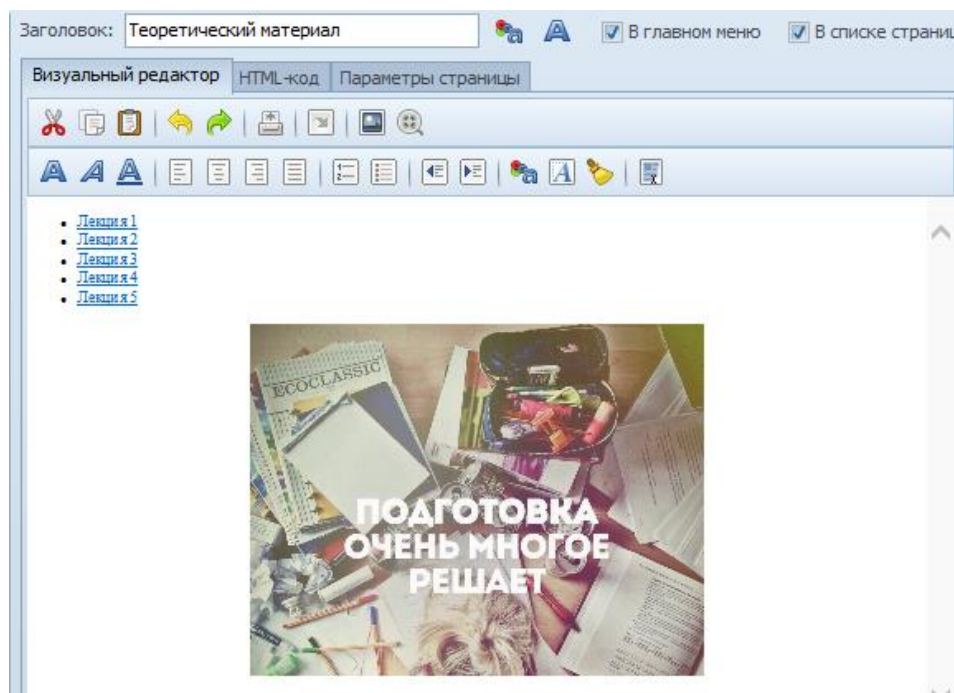 Заголовок: Теоретический материал В главном меню В списке страниц
Визуальный редактор HTML-код Параметры страницы
Лекция 1
Лекция 2
Лекция 3
Лекция 4
Лекция 5
ECOCLASSIC
ПОДГОТОВКА
ОЧЕНЬ МНОГОЕ
РЕШАЕТ